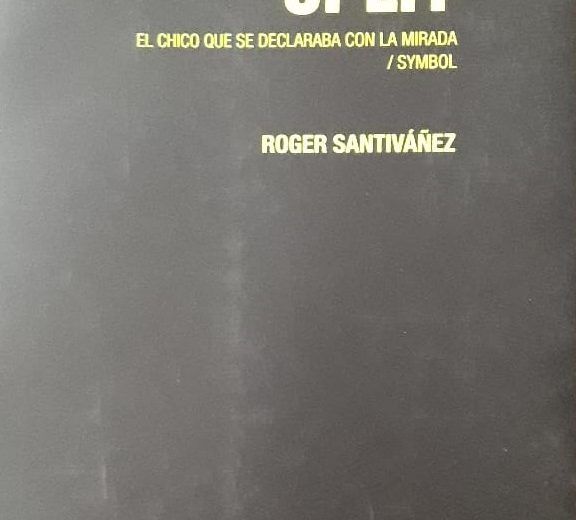 EL CHICO QUE SE DECLARABA CON LA MIRADA
/ SYMBOL
ROGER SANTIVÁÑEZ